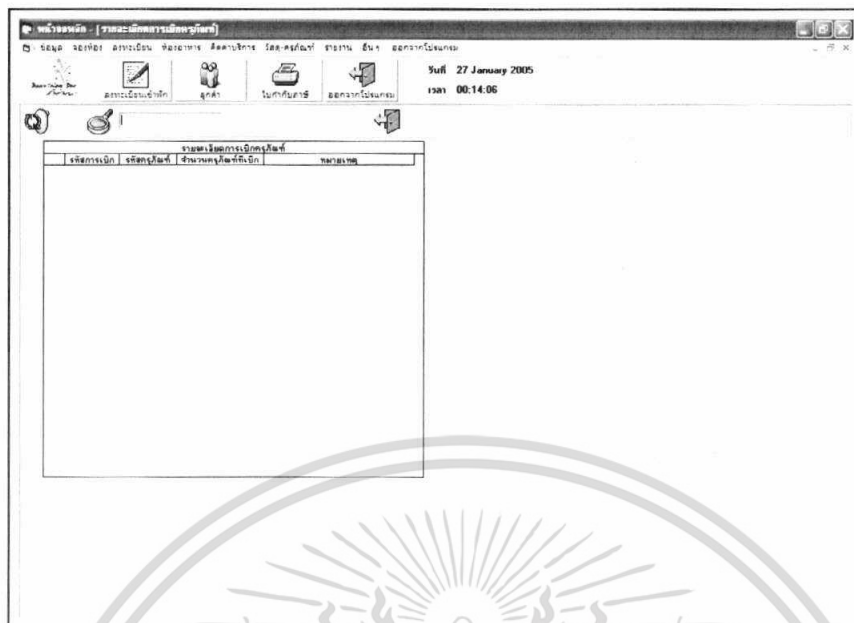 หน้าจอหลัก - [รายละเอียดการเบิกครุภัณฑ์]
ข้อมูล จองห้อง ลงทะเบียน ห้องอาหาร คิดค่าบริการ วัสดุ-ครุภัณฑ์ รายงาน อื่นๆ ออกจากโปรแกรม
ลงทะเบียนเข้าพัก ลูกค้า ใบกำกับภาษี ออกจากโปรแกรม
วันที่ 27 January 2005
เวลา 00:14:06
รายละเอียดการเบิกครุภัณฑ์
รหัสการเบิก รหัสครุภัณฑ์ จำนวนครุภัณฑ์ที่เบิก หมายเหตุ